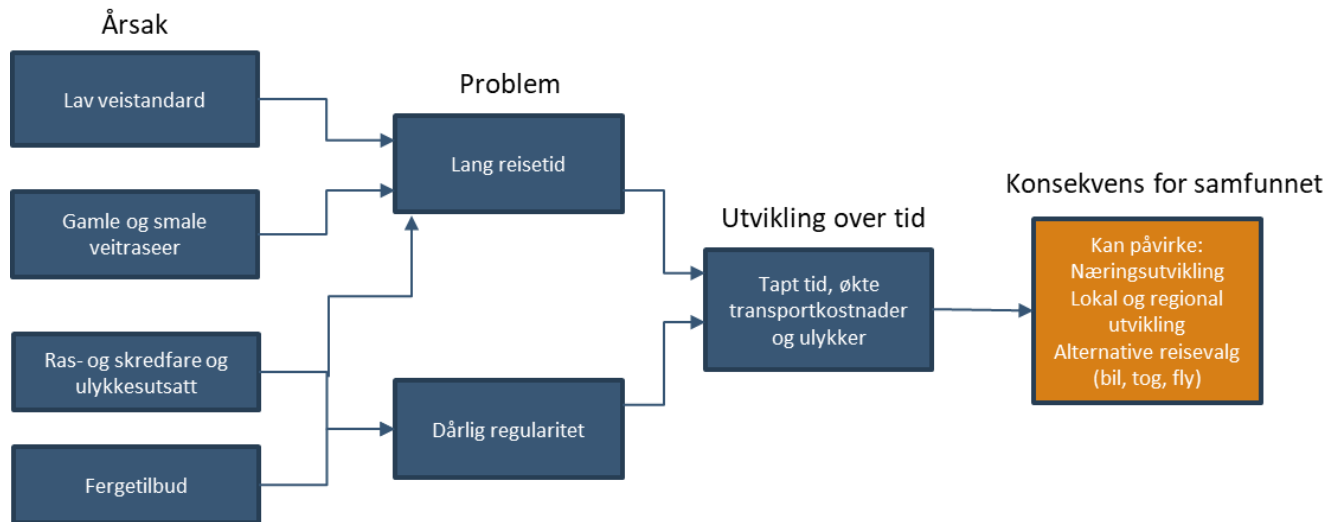 Årsak
Lav veistandard
Gamle og smale
veitraseer
Ras- og skredfare og
ulykkesutsatt
Fergetilbud
Problem
Lang reisetid
Dårlig regularitet
Utvikling over tid
Tapt tid, økte
transportkostnader
og ulykker
Konsekvens for samfunnet
Kan påvirke:
Næringsutvikling
Lokal og regional
utvikling
Alternative reisevalg
(bil, tog, fly)